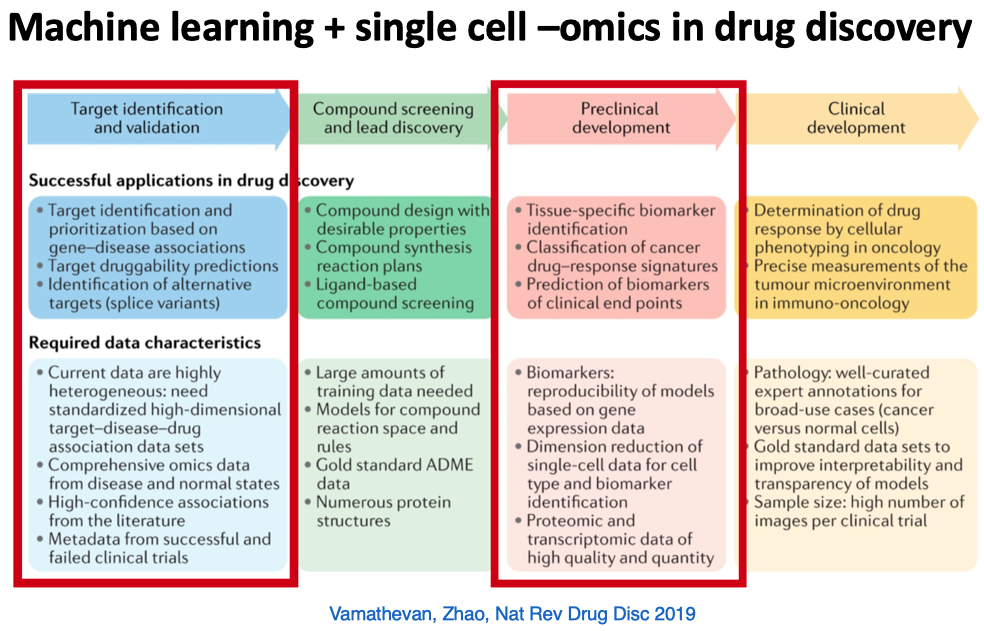 Machine learning + single cell –omics in drug discovery
Target identification
and validation
Compound screening
and lead discovery
Preclinical
development
Clinical
development
Successful applications in drug discovery
• Target identification and
prioritization based on
gene–disease associations
• Target druggability predictions
• Identification of alternative
targets (splice variants)
• Compound design with
desirable properties
• Compound synthesis
reaction plans
• Ligand-based
compound screening
• Tissue-specific biomarker
identification
• Classification of cancer
drug–response signatures
• Prediction of biomarkers
of clinical end points
• Determination of drug
response by cellular
phenotyping in oncology
• Precise measurements of the
tumour microenvironment
in immuno-oncology
Required data characteristics
• Current data are highly
heterogeneous: need
standardized high-dimensional
target–disease–drug
association data sets
• Comprehensive omics data
from disease and normal states
• High-confidence associations
from the literature
• Metadata from successful and
failed clinical trials
• Large amounts of
training data needed
• Models for compound
reaction space and
rules
• Gold standard ADME
data
• Numerous protein
structures
• Biomarkers:
reproducibility of models
based on gene
expression data
• Dimension reduction of
single-cell data for cell
type and biomarker
identification
• Proteomic and
transcriptomic data of
high quality and quantity
• Pathology: well-curated
expert annotations for
broad-use cases (cancer
versus normal cells)
• Gold standard data sets to
improve interpretability and
transparency of models
• Sample size: high number of
images per clinical trial
Vamathevan, Zhao, Nat Rev Drug Disc 2019